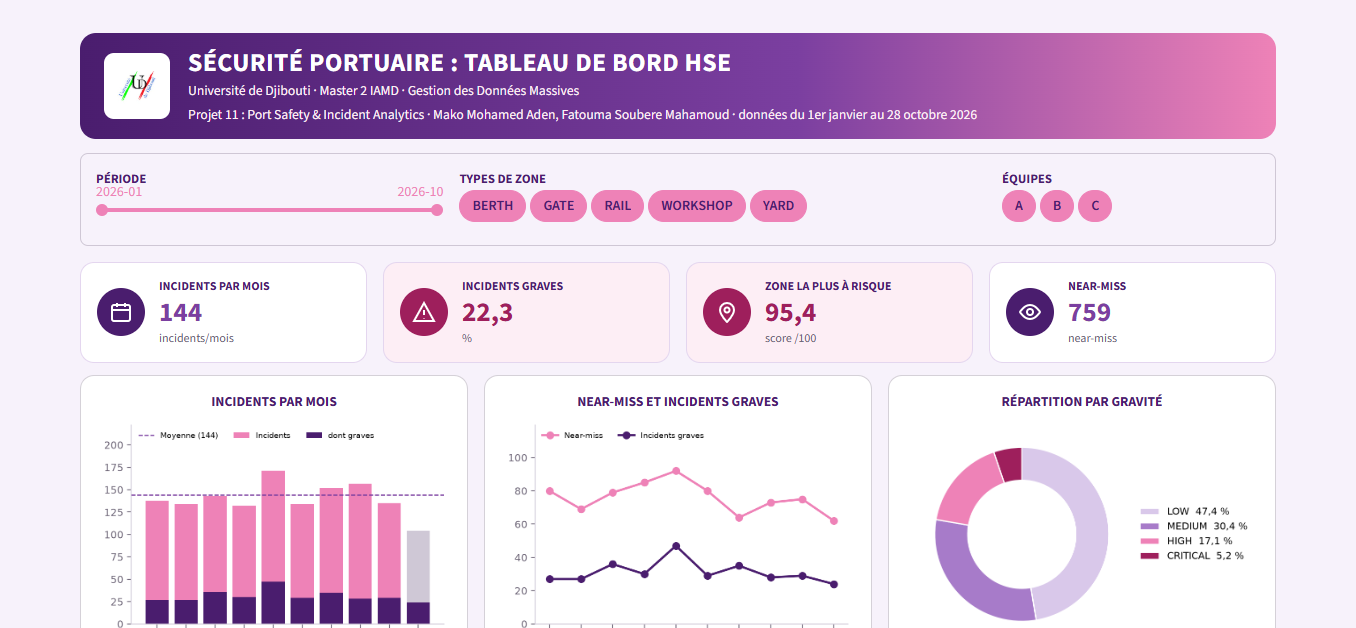 SÉCURITÉ PORTUAIRE : TABLEAU DE BORD HSE
Université de Djibouti · Master 2 IAMD · Gestion des Données Massives
Projet 11 : Port Safety & Incident Analytics · Mako Mohamed Aden, Fatouma Soubere Mahamoud · données du 1er janvier au 28 octobre 2026
PÉRIODE
2026-01
2026-10
TYPES DE ZONE
BERTH
GATE
RAIL
WORKSHOP
YARD
ÉQUIPES
A
B
C
INCIDENTS PAR MOIS
144
incidents/mois
INCIDENTS GRAVES
22,3
%
ZONE LA PLUS À RISQUE
95,4
score /100
NEAR-MISS
759
near-miss
INCIDENTS PAR MOIS
Moyenne (144)
Incidents
dont graves
200
175
150
125
100
75
50
25
0
NEAR-MISS ET INCIDENTS GRAVES
Near-miss
Incidents graves
100
80
60
40
20
0
RÉPARTITION PAR GRAVITÉ
LOW 47,4 %
MEDIUM 30,4 %
HIGH 17,1 %
CRITICAL 5,2 %